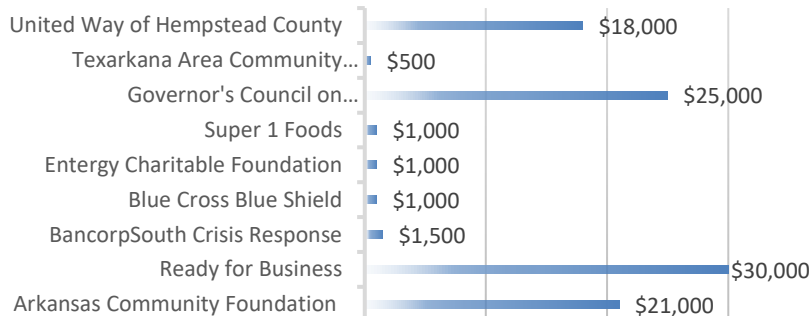 United Way of Hempstead County $18,000
Texarkana Area Community... $500
Governor's Council on... $25,000
Super 1 Foods $1,000
Entergy Charitable Foundation $1,000
Blue Cross Blue Shield $1,000
BancorpSouth Crisis Response $1,500
Ready for Business $30,000
Arkansas Community Foundation $21,000